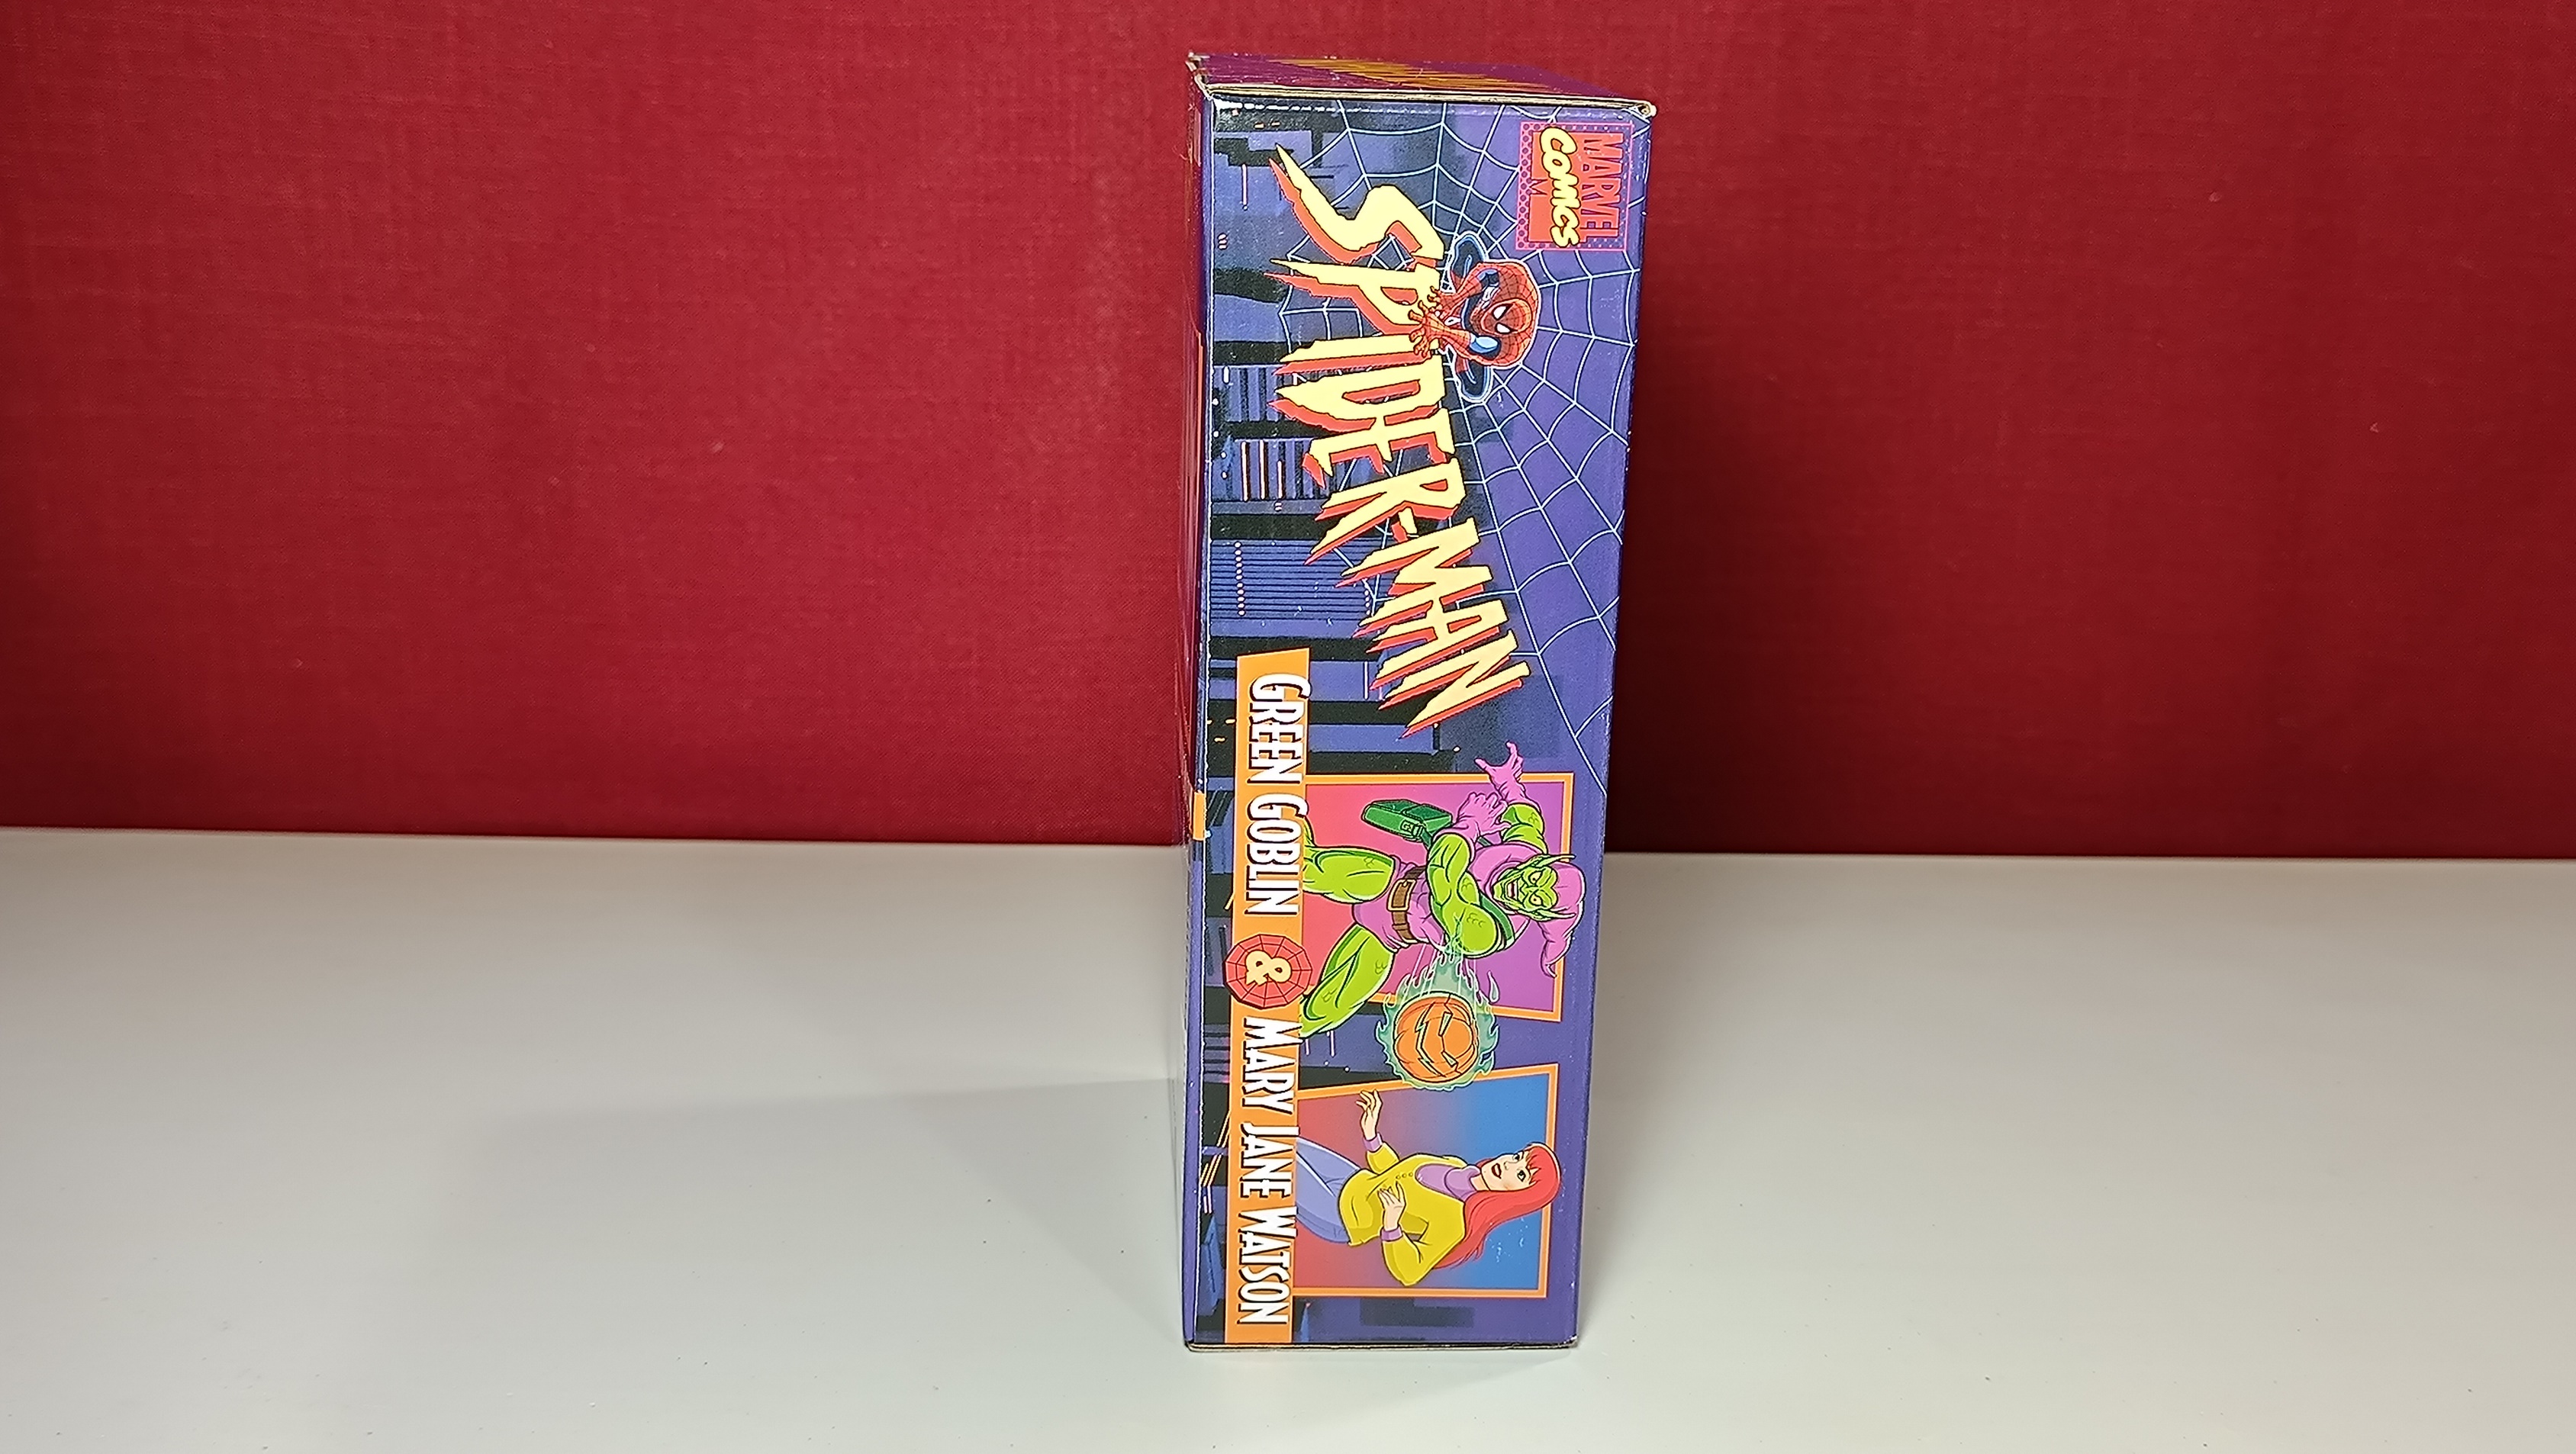 MARVEL
COMICS
SPIDER-MAN
GREEN GOBLIN & MARY JANE WATSON